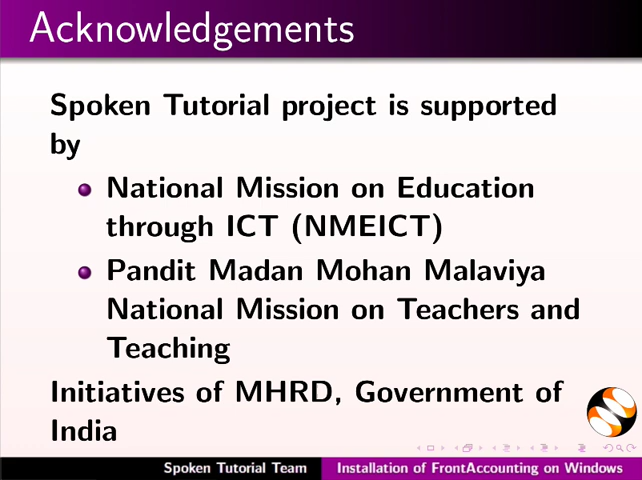 Acknowledgements
Spoken Tutorial project is supported
by
National Mission on Education
through ICT (NMEICT)
Pandit Madan Mohan Malaviya
National Mission on Teachers and
Teaching
Initiatives of MHRD, Government of
India
Spoken Tutorial Team
Installation of FrontAccounting on Windows